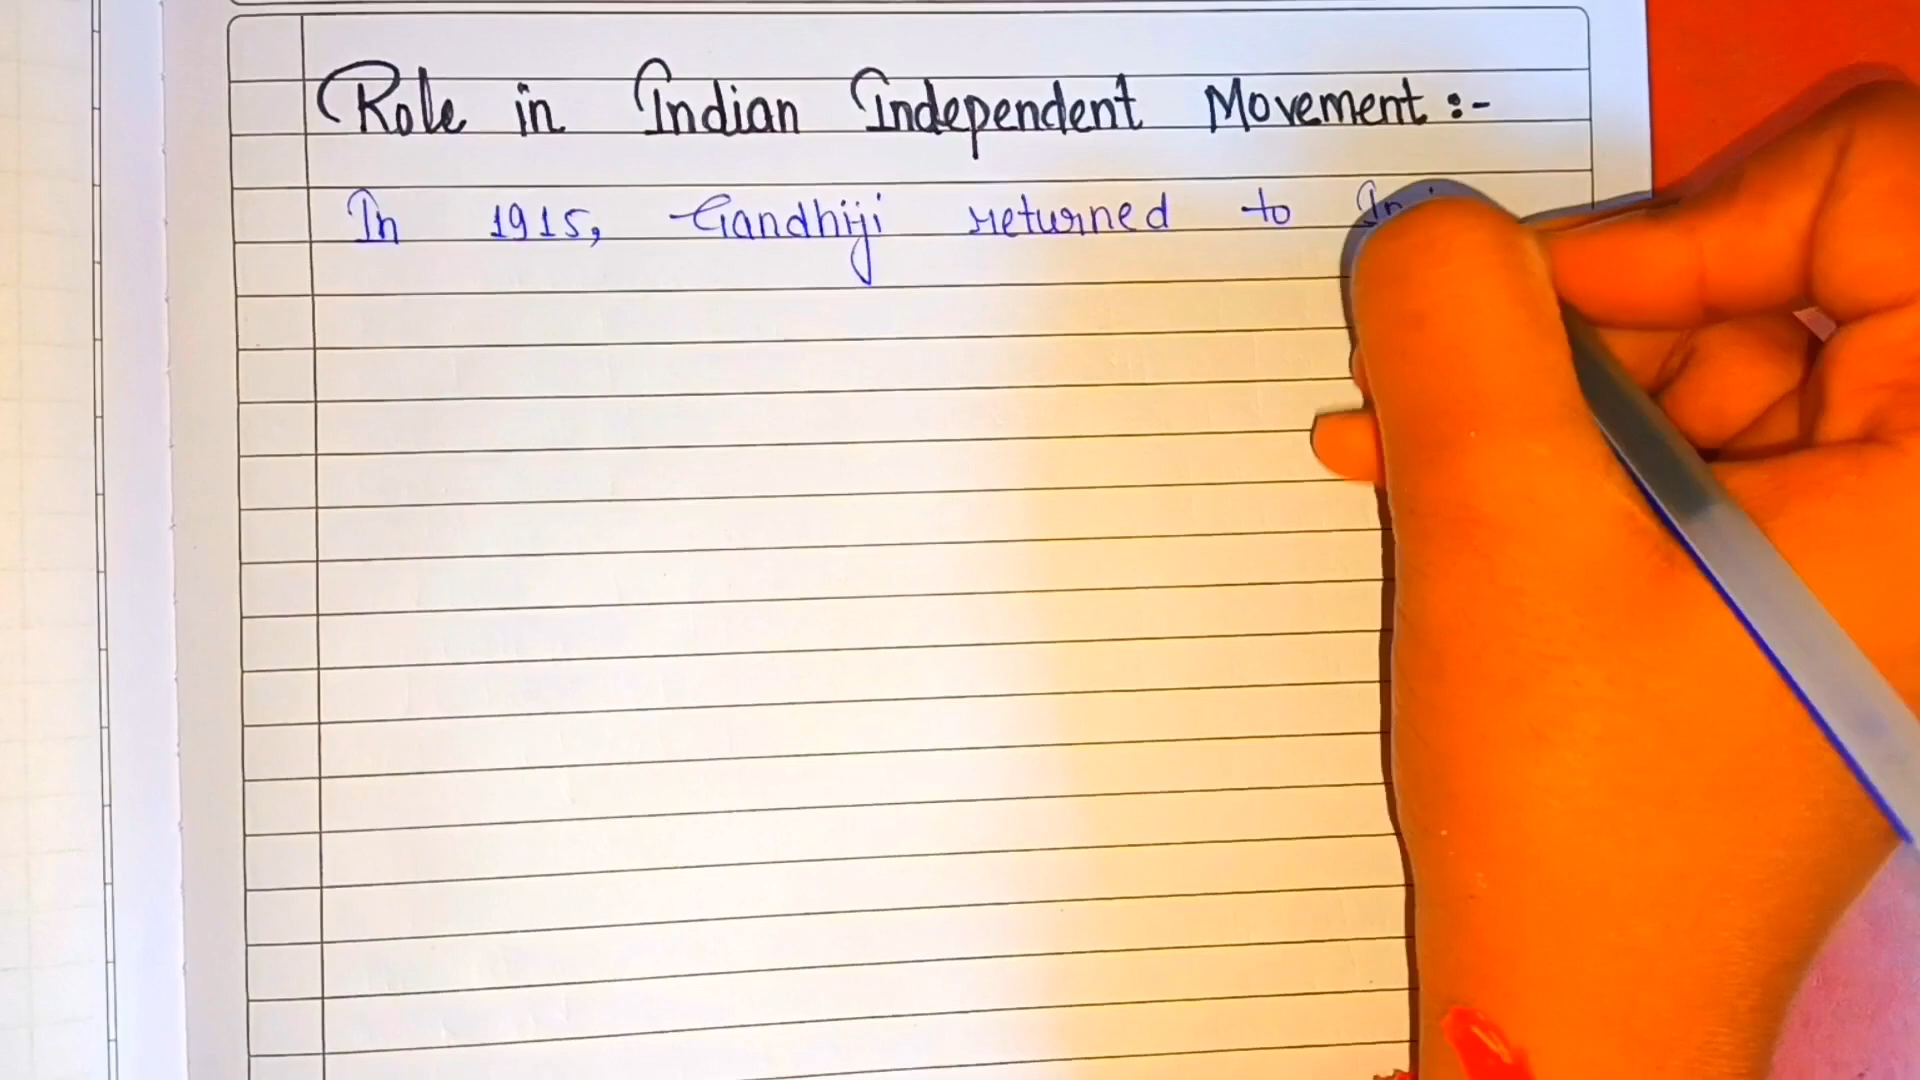 Role in Indian Independent Movement :-
In 1915, Gandhiji returned to